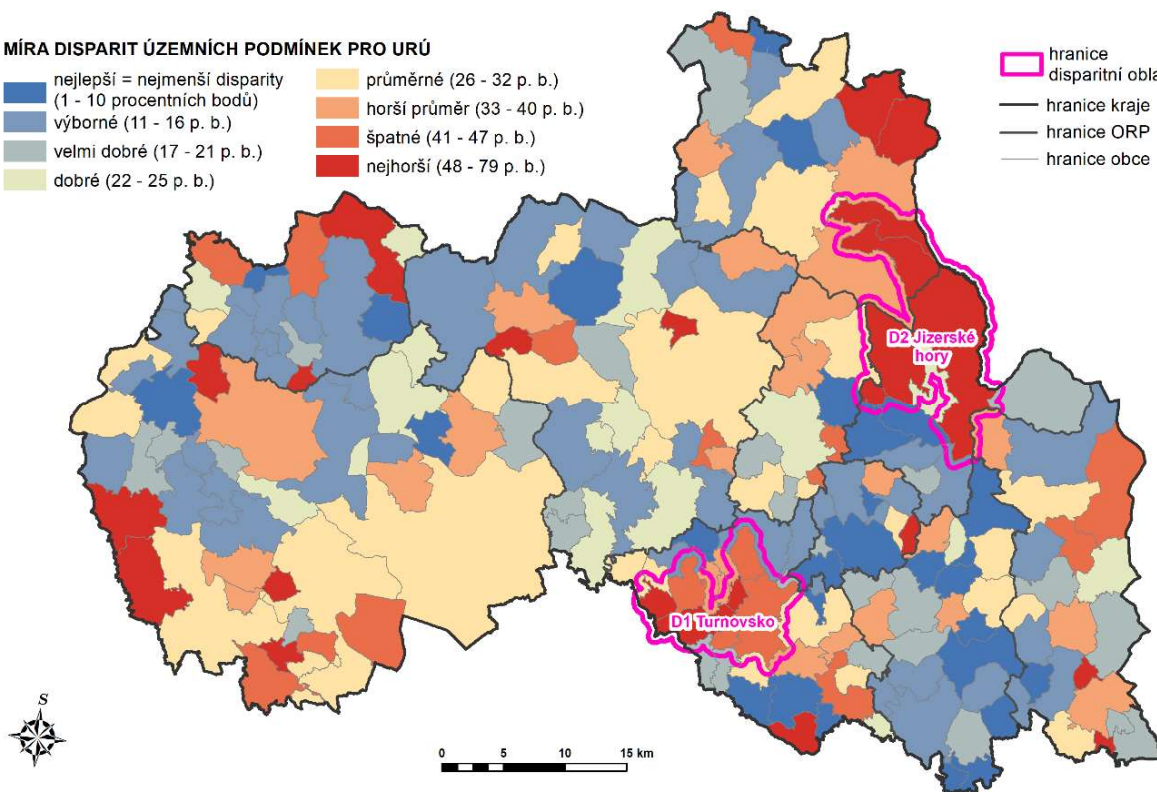 MÍRA DISPARIT ÚZEMNÍCH PODMÍNEK PRO URÚ
nejlepší = nejmenší disparity
(1 - 10 procentních bodů)
výborné (11 - 16 p. b.)
velmi dobré (17 - 21 p. b.)
dobré (22 - 25 p. b.)
průměrné (26 - 32 p. b.)
horší průměr (33 - 40 p. b.)
špatné (41 - 47 p. b.)
nejhorší (48 - 79 p. b.)
hranice
disparitní obla
hranice kraje
hranice ORP
hranice obce
D2 Jizerské
hory
D1 Turnovsko
S
0 5 10 15 km